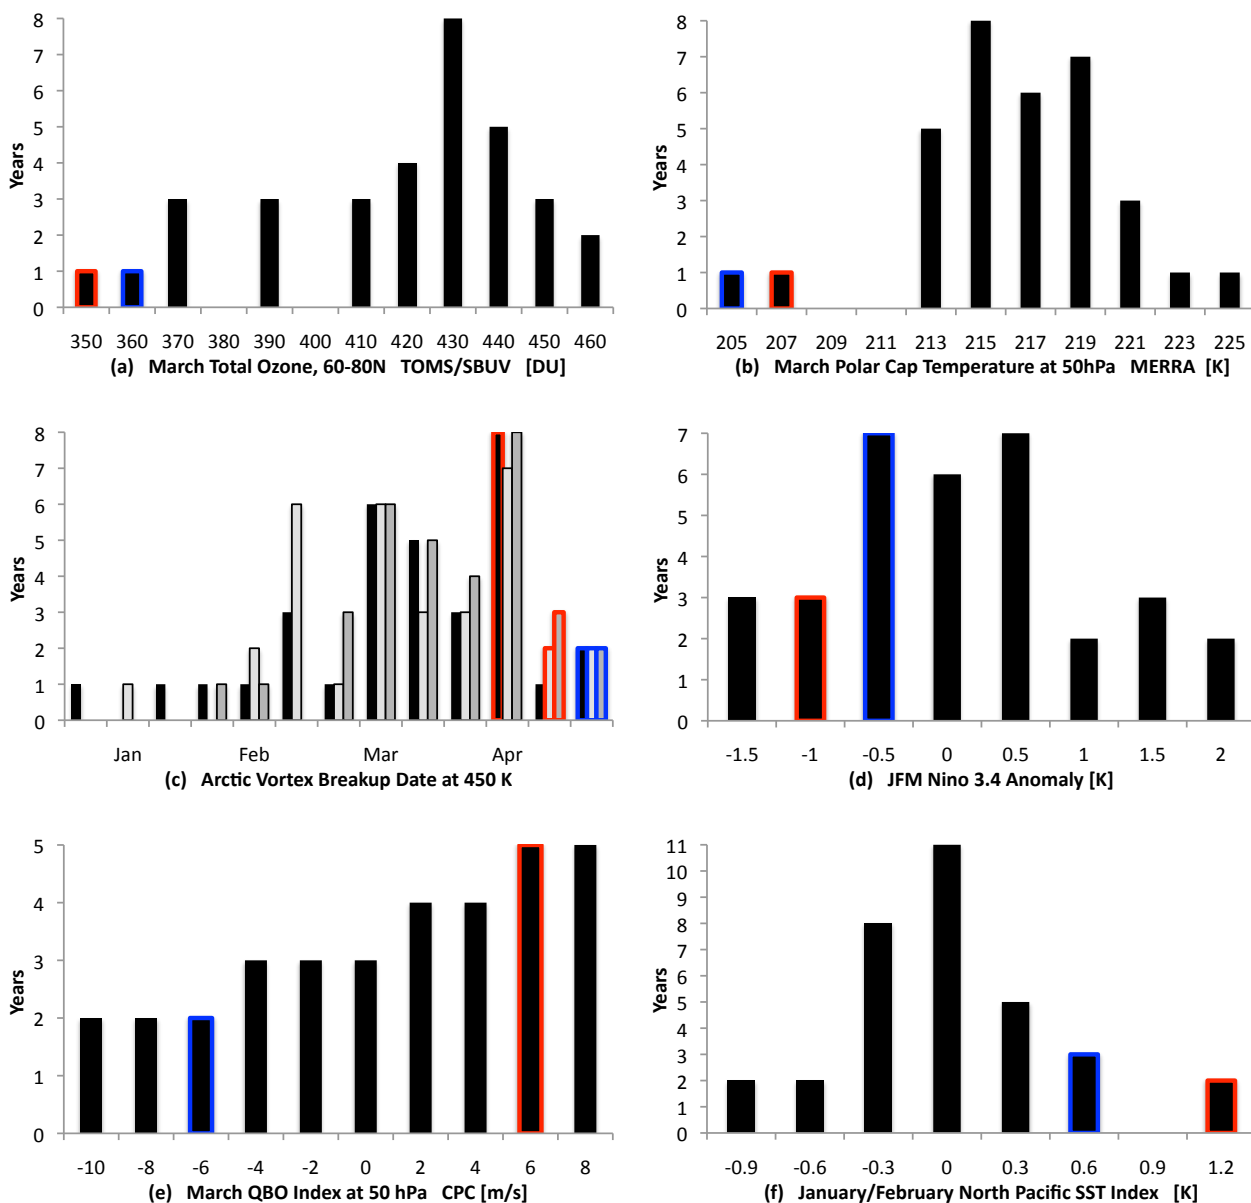 8
7
6
5
4
3
2
1
0
Years
350 360 370 380 390 400 410 420 430 440 450 460
(a) March Total Ozone, 60-80N TOMS/SBUV [DU]
8
7
6
5
4
3
2
1
0
Years
205 207 209 211 213 215 217 219 221 223 225
(b) March Polar Cap Temperature at 50hPa MERRA [K]
8
7
6
5
4
3
2
1
0
Years
Jan Feb Mar Apr
(c) Arctic Vortex Breakup Date at 450 K
7
6
5
4
3
2
1
0
Years
-1.5 -1 -0.5 0 0.5 1 1.5 2
(d) JFM Nino 3.4 Anomaly [K]
5
4
3
2
1
0
Years
-10 -8 -6 -4 -2 0 2 4 6 8
(e) March QBO Index at 50 hPa CPC [m/s]
11
10
9
8
7
6
5
4
3
2
1
0
Years
-0.9 -0.6 -0.3 0 0.3 0.6 0.9 1.2
(f) January/February North Pacific SST Index [K]